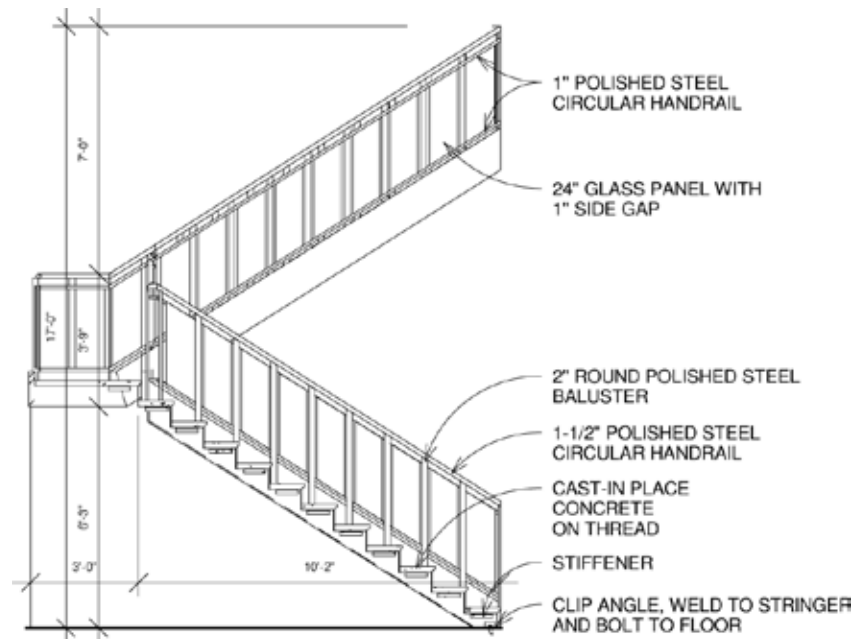 1" POLISHED STEEL
CIRCULAR HANDRAIL
7'-0"
24" GLASS PANEL WITH
1" SIDE GAP
17'-0"
3'-9"
2" ROUND POLISHED STEEL
BALUSTER
1-1/2" POLISHED STEEL
CIRCULAR HANDRAIL
CAST-IN PLACE
CONCRETE
ON THREAD
6'-3"
3'-0"
10'-2"
STIFFENER
CLIP ANGLE, WELD TO STRINGER
AND BOLT TO FLOOR